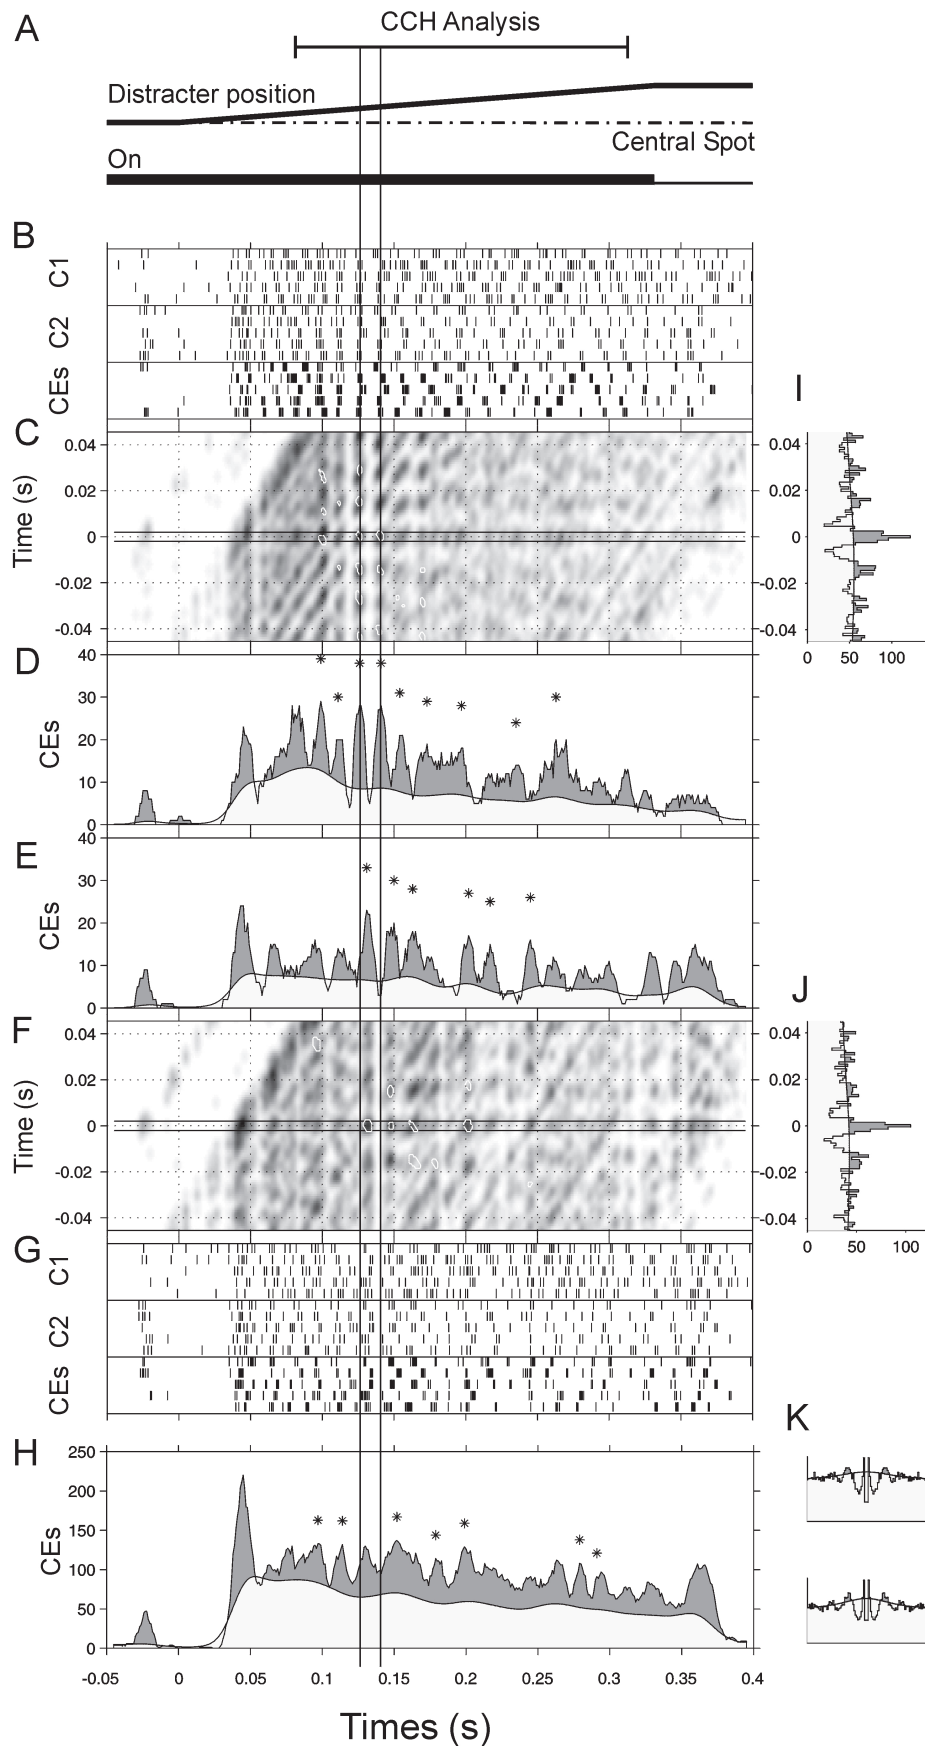 A
CCH Analysis
Distracter position
Central Spot
On
B
C1
C2
CEs
I
C
0.04
0.02
0
-0.02
-0.04
Time (s)
0.04
0.02
0
-0.02
-0.04
0 50 100
D
40
30
20
10
0
CEs
E
40
30
20
10
0
CEs
J
F
0.04
0.02
0
-0.02
-0.04
Time (s)
0.04
0.02
0
-0.02
-0.04
0 50 100
G
C1
C2
CEs
K
H
250
200
150
100
50
0
CEs
-0.05 0 0.05 0.1 0.15 0.2 0.25 0.3 0.35 0.4
Times (s)